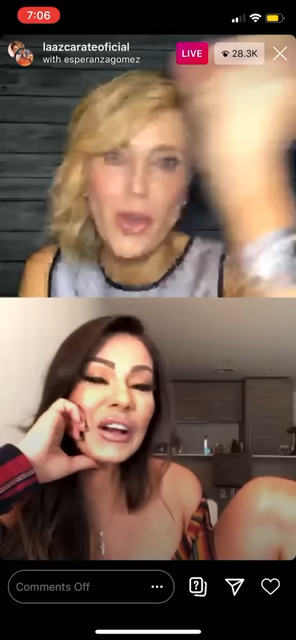 7:06
laazcarateoficial
LIVE
28.3K
with esperanzagomez
Comments Off